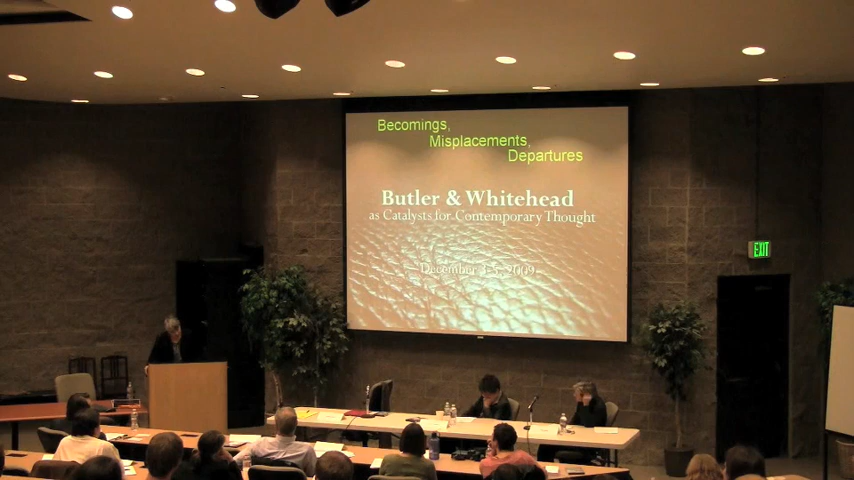 Becomings,
Misplacements,
Departures
Butler & Whitehead
as Catalysts for Contemporary Thought
December 3-5, 2009
EXIT